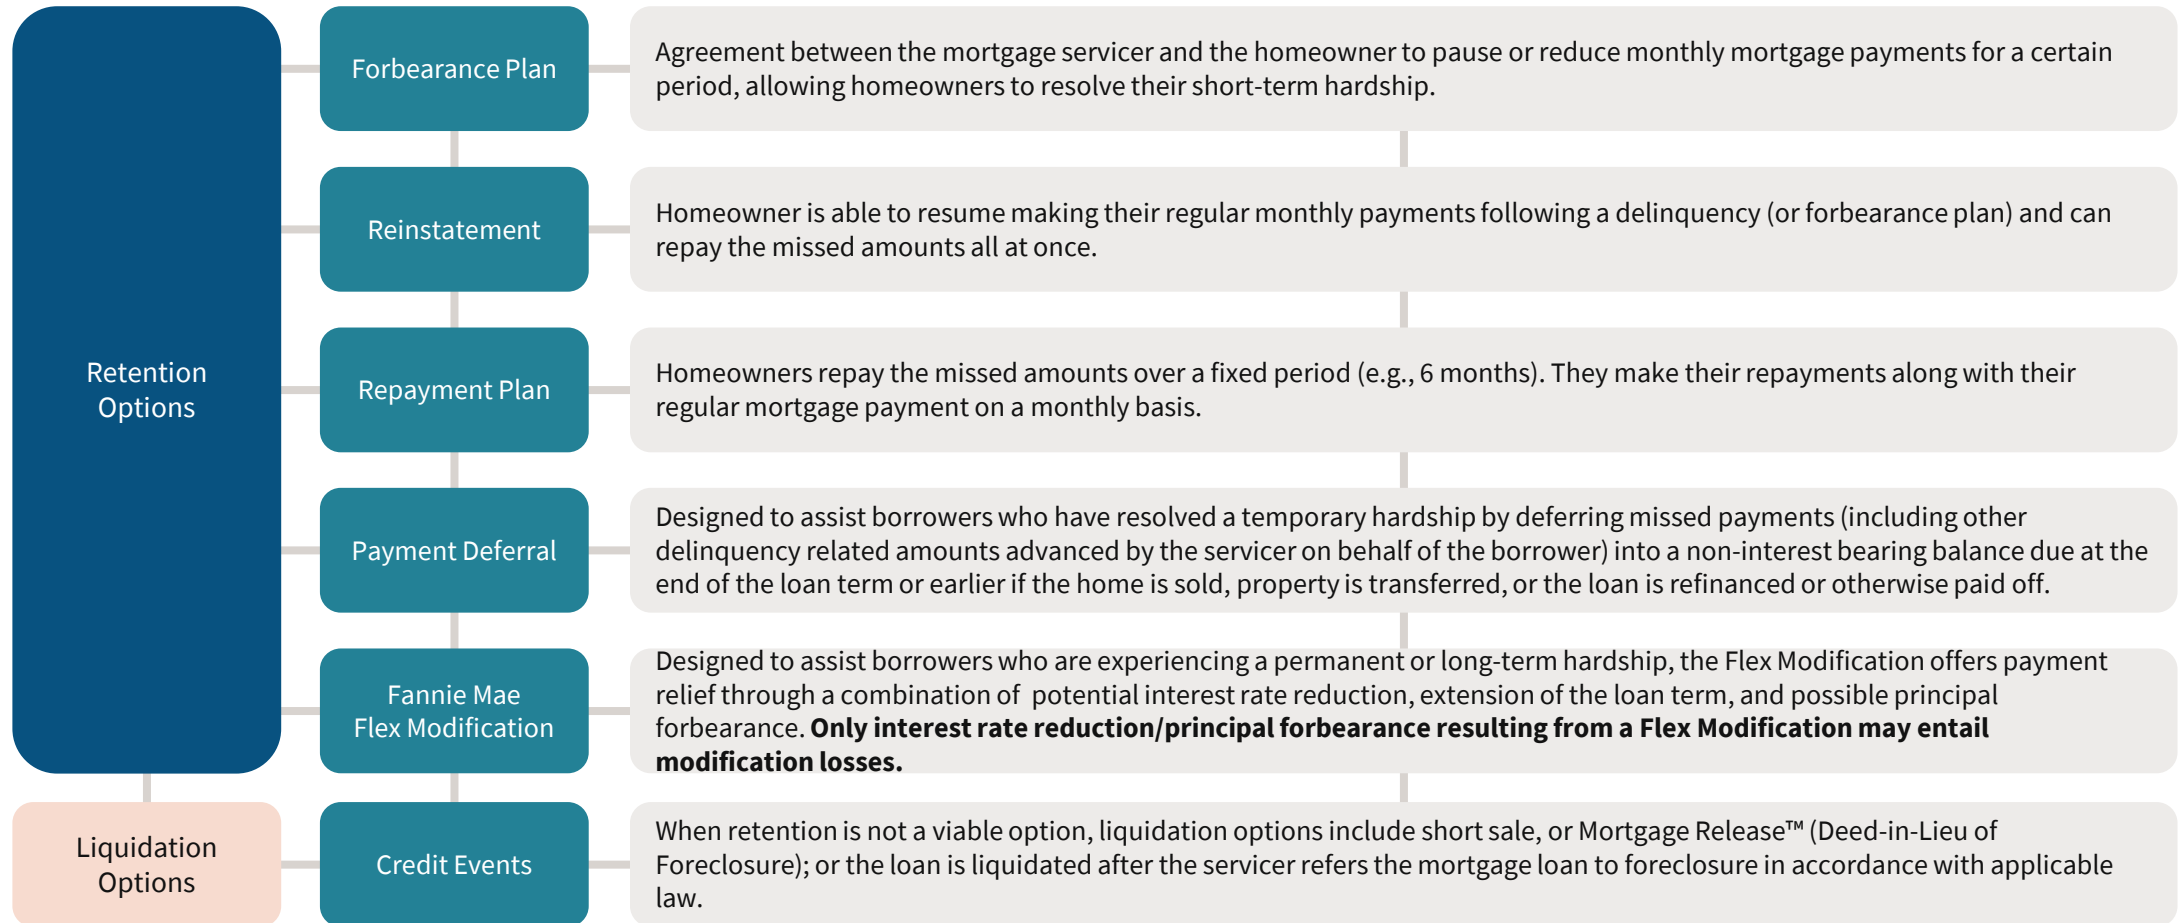 Forbearance Plan
Agreement between the mortgage servicer and the homeowner to pause or reduce monthly mortgage payments for a certain
period, allowing homeowners to resolve their short-term hardship.
Reinstatement
Homeowner is able to resume making their regular monthly payments following a delinquency (or forbearance plan) and can
repay the missed amounts all at once.
Retention
Options
Repayment Plan
Homeowners repay the missed amounts over a fixed period (e.g., 6 months). They make their repayments along with their
regular mortgage payment on a monthly basis.
Payment Deferral
Designed to assist borrowers who have resolved a temporary hardship by deferring missed payments (including other
delinquency related amounts advanced by the servicer on behalf of the borrower) into a non-interest bearing balance due at the
end of the loan term or earlier if the home is sold, property is transferred, or the loan is refinanced or otherwise paid off.
Fannie Mae
Flex Modification
Designed to assist borrowers who are experiencing a permanent or long-term hardship, the Flex Modification offers payment
relief through a combination of potential interest rate reduction, extension of the loan term, and possible principal
forbearance. Only interest rate reduction/principal forbearance resulting from a Flex Modification may entail
modification losses.
Liquidation
Options
Credit Events
When retention is not a viable option, liquidation options include short sale, or Mortgage Release™ (Deed-in-Lieu of
Foreclosure); or the loan is liquidated after the servicer refers the mortgage loan to foreclosure in accordance with applicable
law.